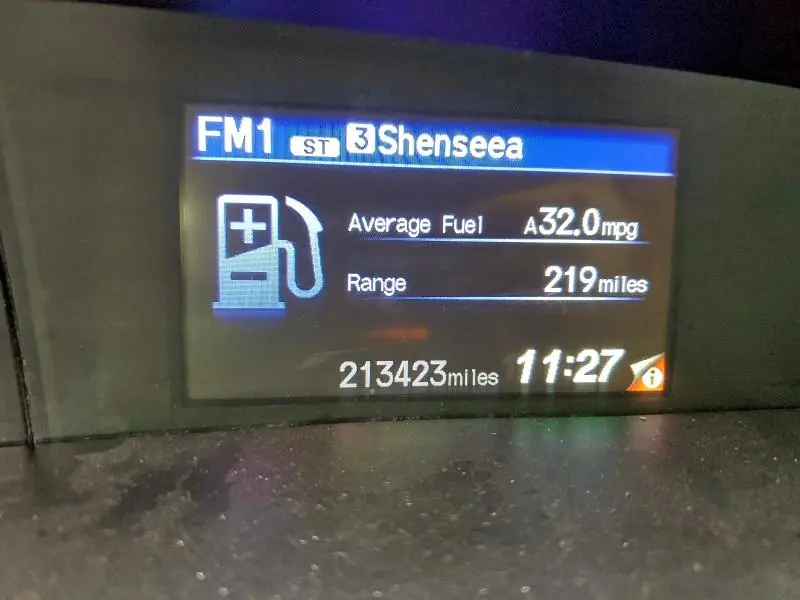 FM1 ST 3 Shenseea
Average Fuel A32.0mpg
Range 219miles
213423miles 11:27 i